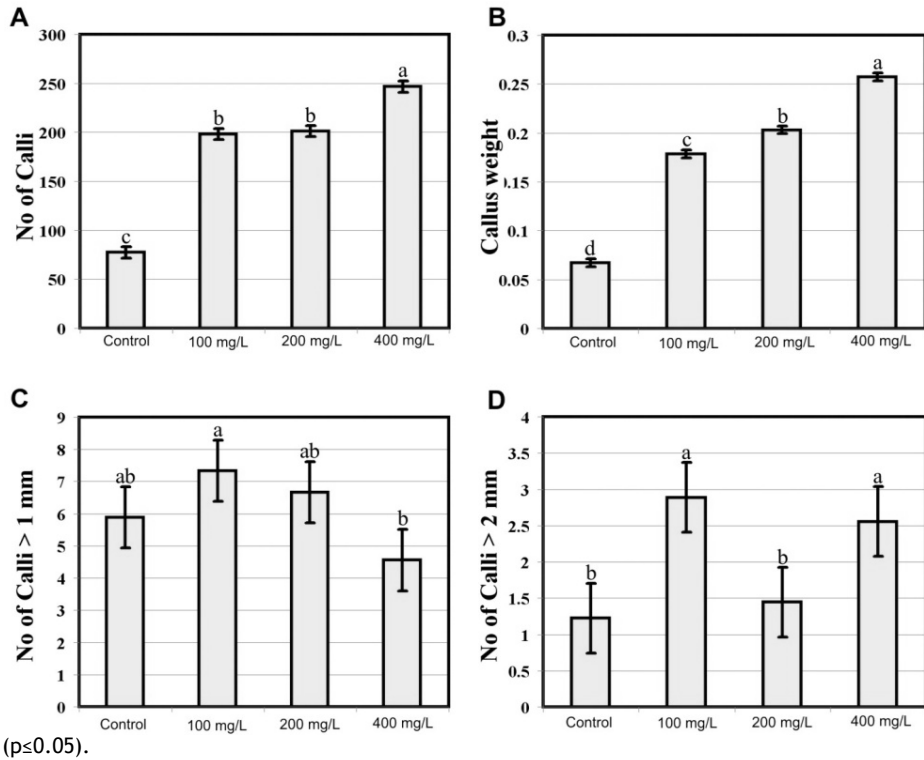 A
No of Calli
300
250
200
150
100
50
0
c
b
b
a
Control
100 mg/L
200 mg/L
400 mg/L
B
Callus weight
0.3
0.25
0.2
0.15
0.1
0.05
0
d
c
b
a
Control
100 mg/L
200 mg/L
400 mg/L
C
No of Calli > 1 mm
9
8
7
6
5
4
3
2
1
0
ab
a
ab
b
Control
100 mg/L
200 mg/L
400 mg/L
D
No of Calli > 2 mm
4
3.5
3
2.5
2
1.5
1
0.5
0
b
a
b
a
Control
100 mg/L
200 mg/L
400 mg/L
(p≤0.05).